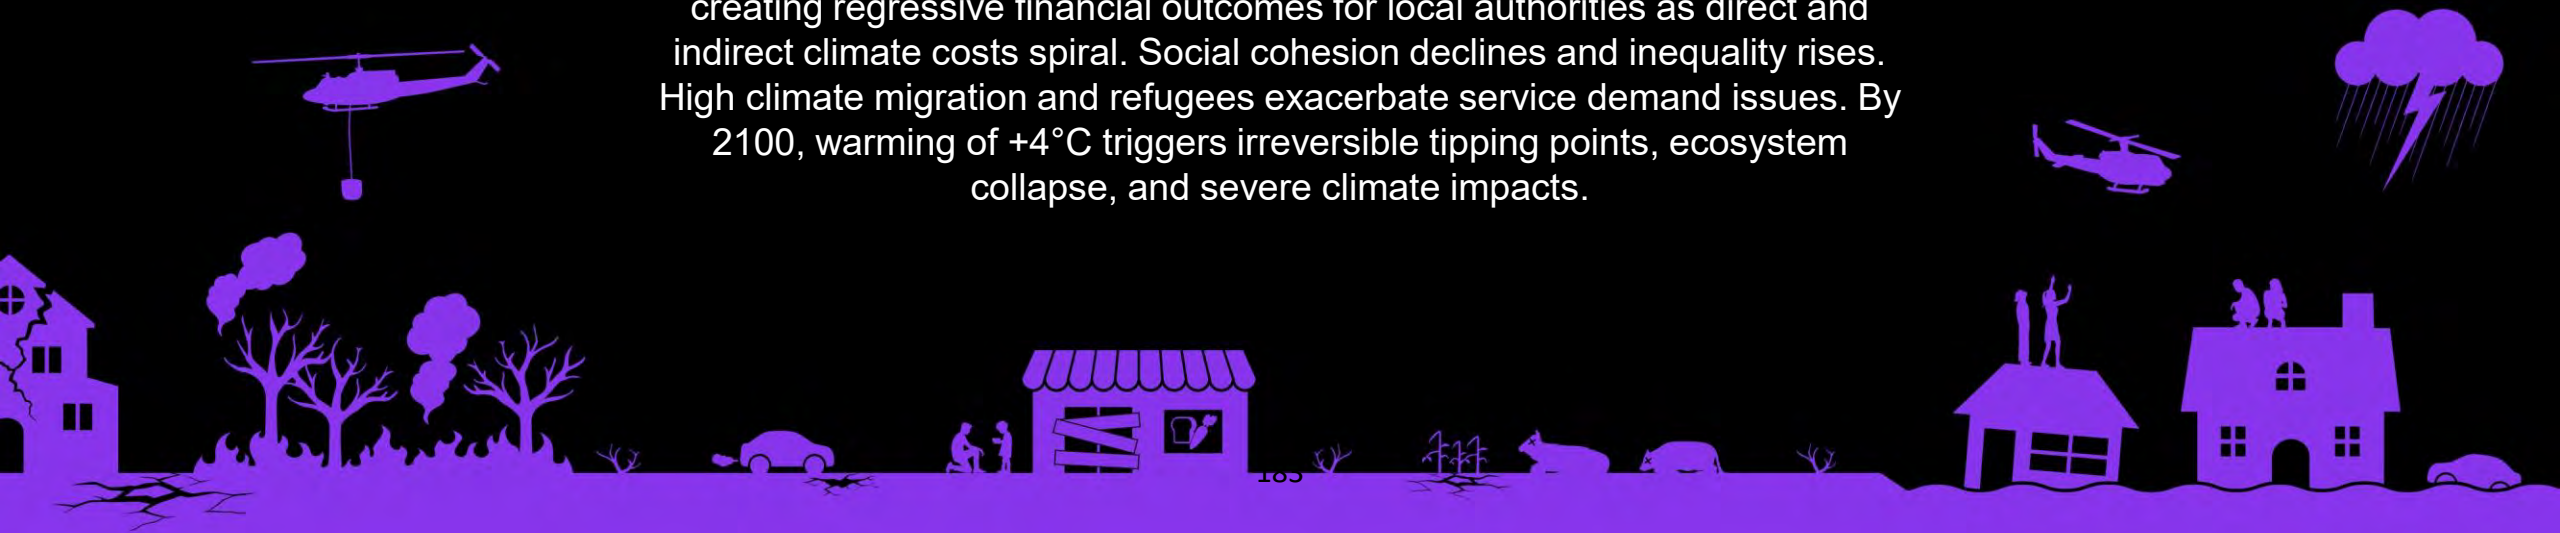 creating regressive financial outcomes for local authorities as direct and
indirect climate costs spiral. Social cohesion declines and inequality rises.
High climate migration and refugees exacerbate service demand issues. By
2100, warming of +4°C triggers irreversible tipping points, ecosystem
collapse, and severe climate impacts.
185